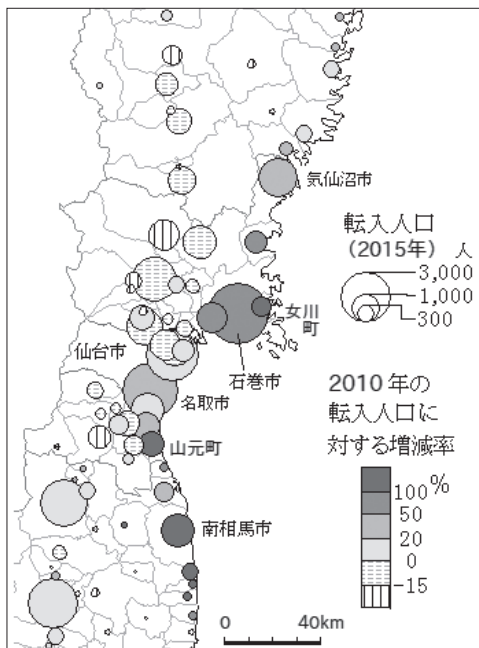 気仙沼市
転入人口
(2015年) 人
3,000
1,000
300
女川
町
仙台市
石巻市
名取市
山元町
南相馬市
2010年の
転入人口に
対する増減率
%
100
50
20
0
-15
0 40km